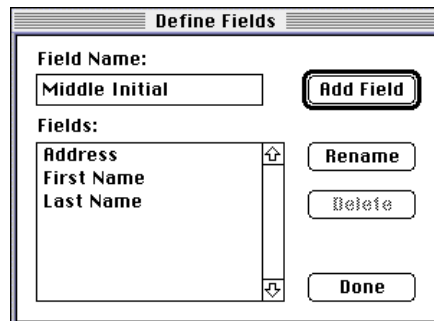 Define Fields
Field Name:
Middle Initial
Add Field
Fields:
Address
First Name
Last Name
Rename
Delete
Done